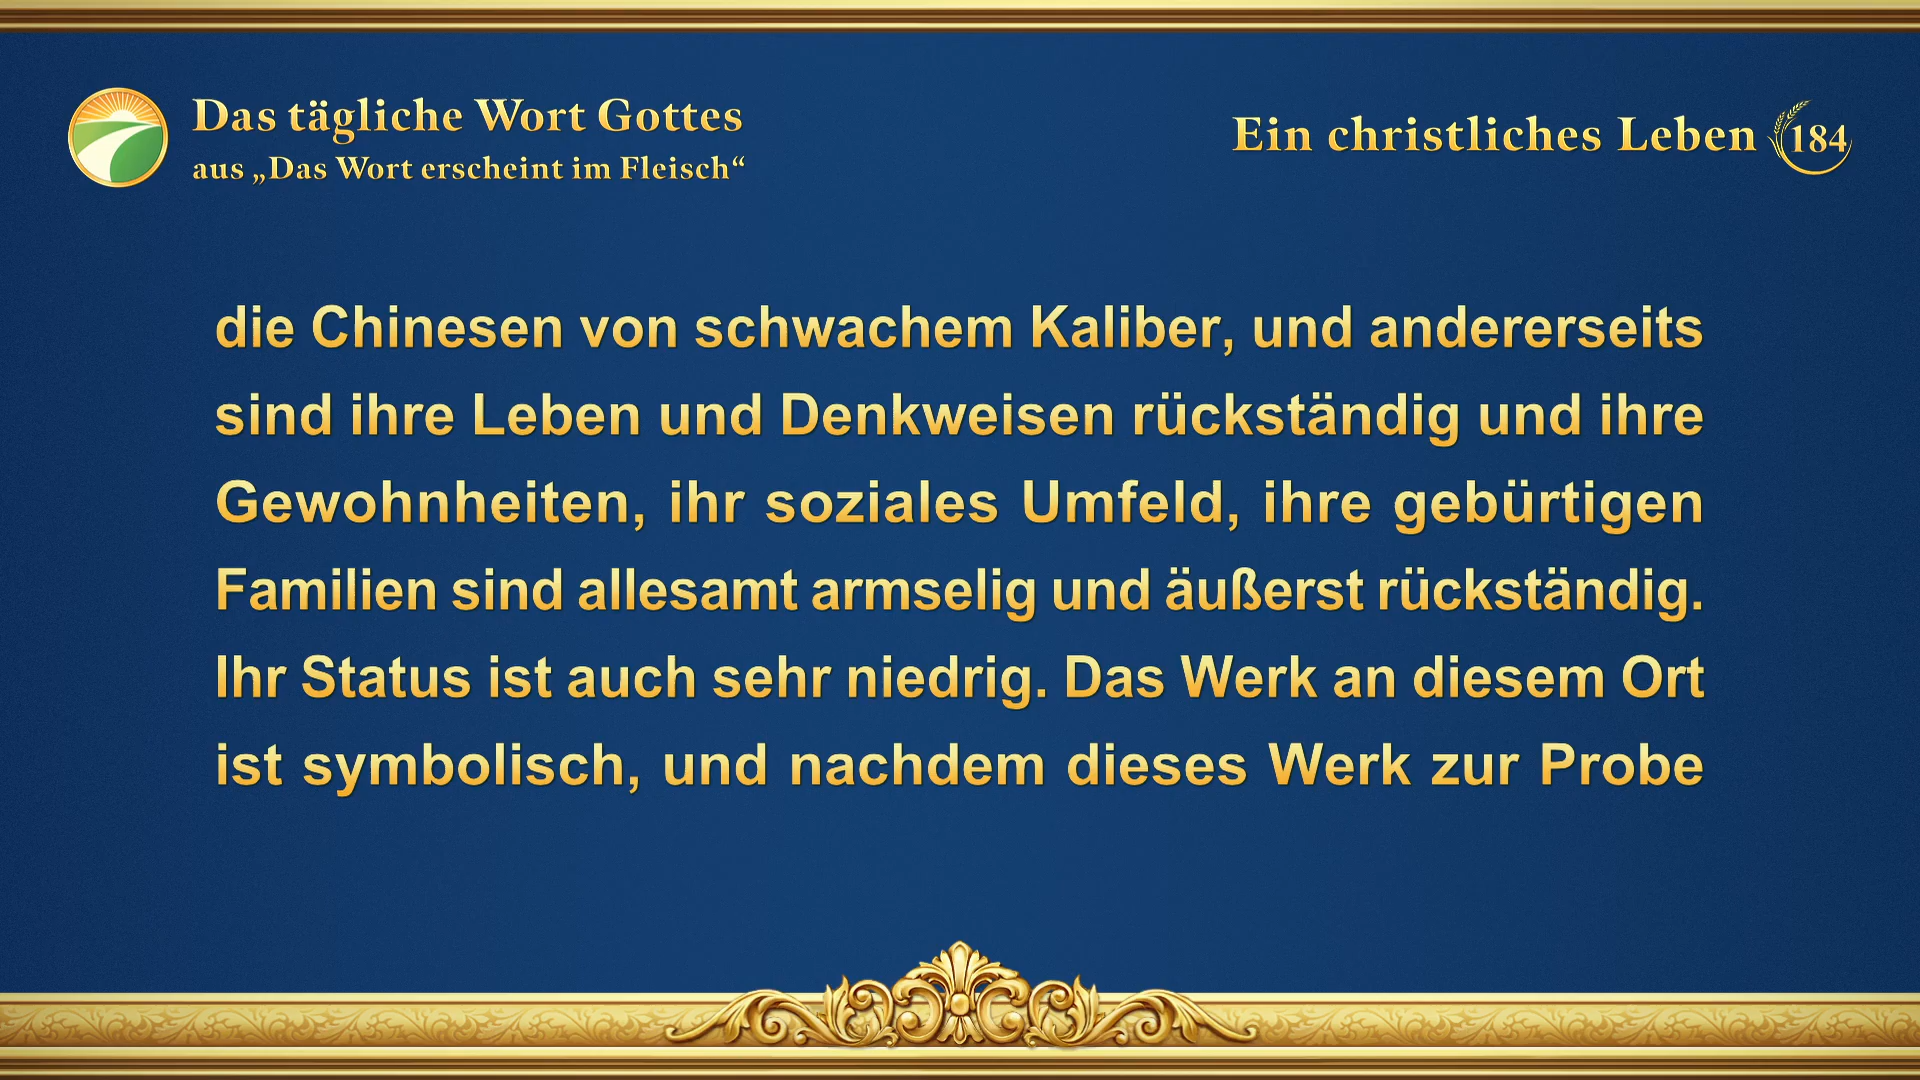 Das tägliche Wort Gottes
aus „Das Wort erscheint im Fleisch“
Ein christliches Leben 184
die Chinesen von schwachem Kaliber, und andererseits
sind ihre Leben und Denkweisen rückständig und ihre
Gewohnheiten, ihr soziales Umfeld, ihre gebürtigen
Familien sind allesamt armselig und äußerst rückständig.
Ihr Status ist auch sehr niedrig. Das Werk an diesem Ort
ist symbolisch, und nachdem dieses Werk zur Probe